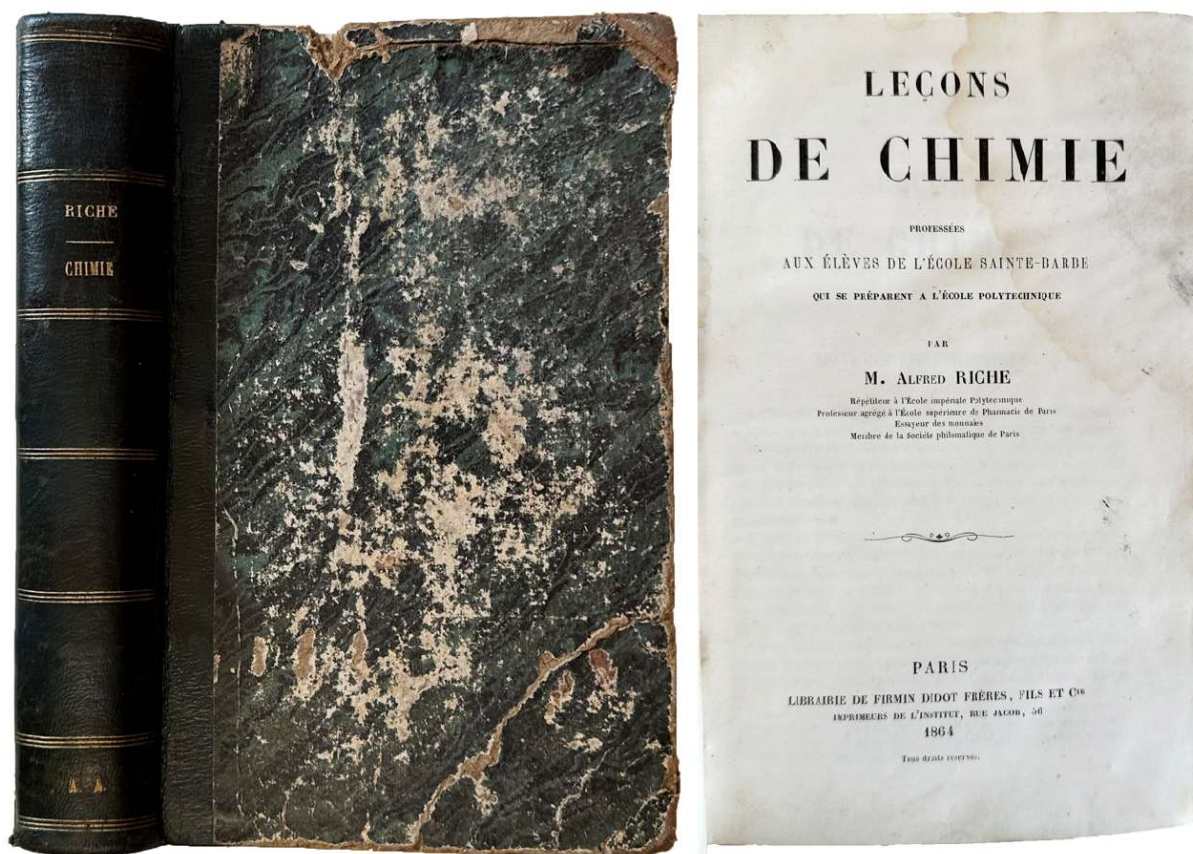 RICHE
CHIMIE
A. A.
LEÇONS
DE CHIMIE
PROFESSÉES
AUX ÉLÈVES DE L'ÉCOLE SAINTE-BARBE
QUI SE PRÉPARENT A L'ÉCOLE POLYTECHNIQUE
PAR
M. ALFRED RICHE
Répétiteur à l'École impériale Polytechnique
Professeur agrégé à l'École supérieure de Pharmacie de Paris
Essayeur des monnaies
Membre de la Société philomatique de Paris
PARIS
LIBRAIRIE DE FIRMIN DIDOT FRÈRES, FILS ET Cie
IMPRIMEURS DE L'INSTITUT, RUE JACOB, 56
1864
Tous droits réservés.